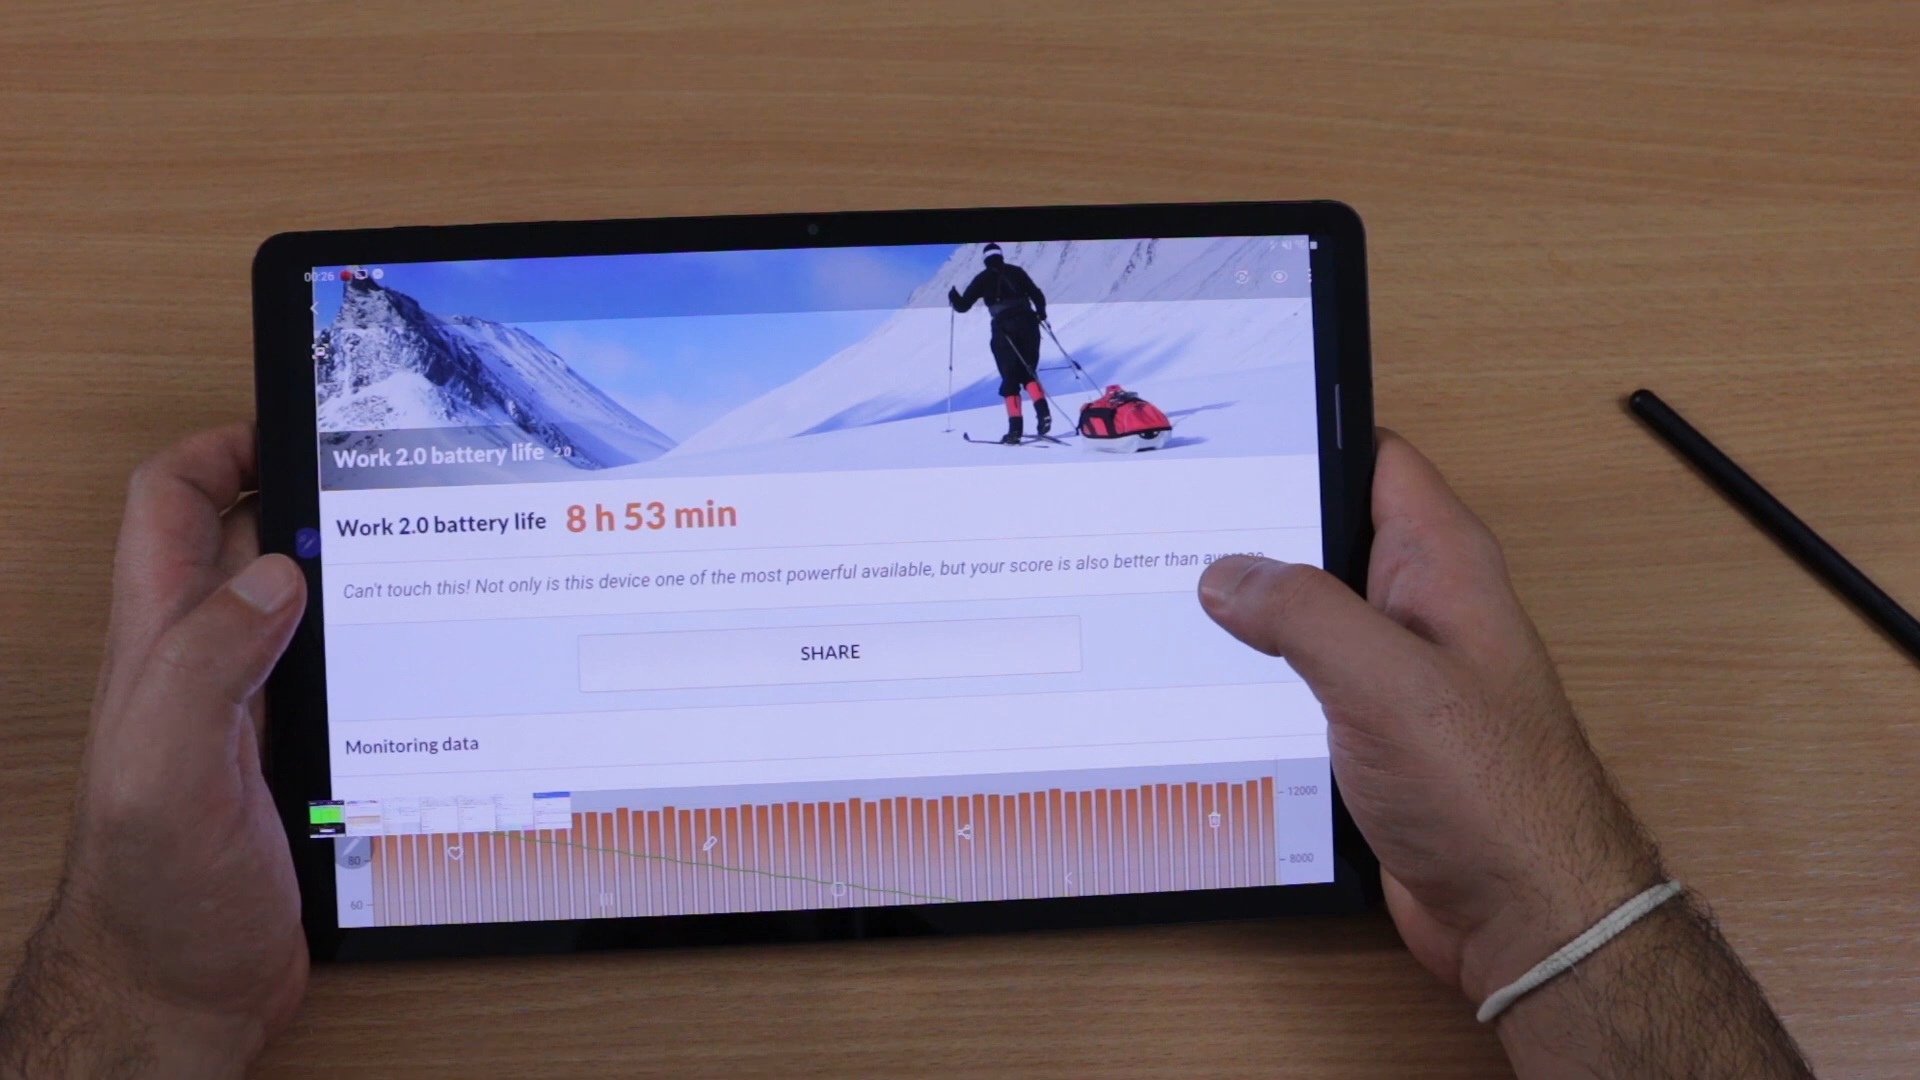 00:26
Work 2.0 battery life 2.0
Work 2.0 battery life 8 h 53 min
Can't touch this! Not only is this device one of the most powerful available, but your score is also better than average
SHARE
Monitoring data
12000
80
8000
60